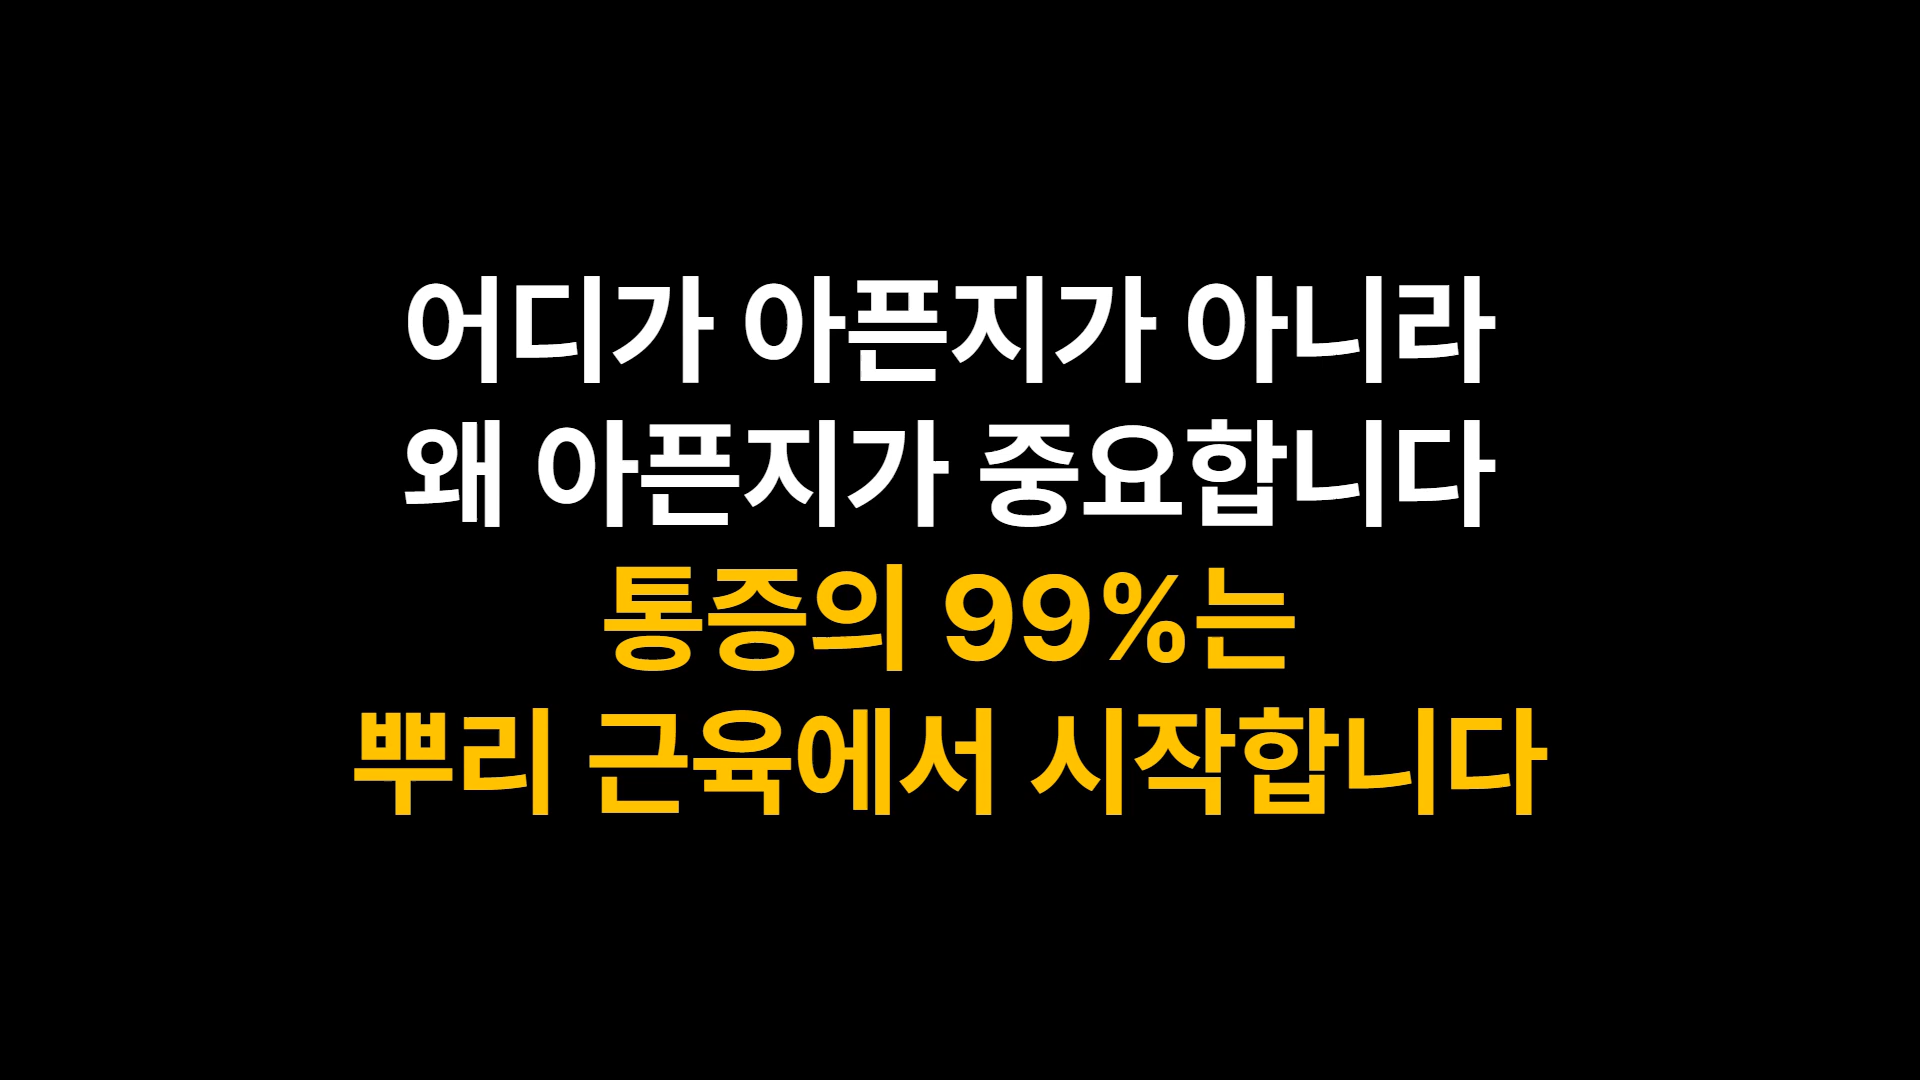 어디가 아픈지가 아니라
왜 아픈지가 중요합니다
통증의 99%는
뿌리 근육에서 시작합니다